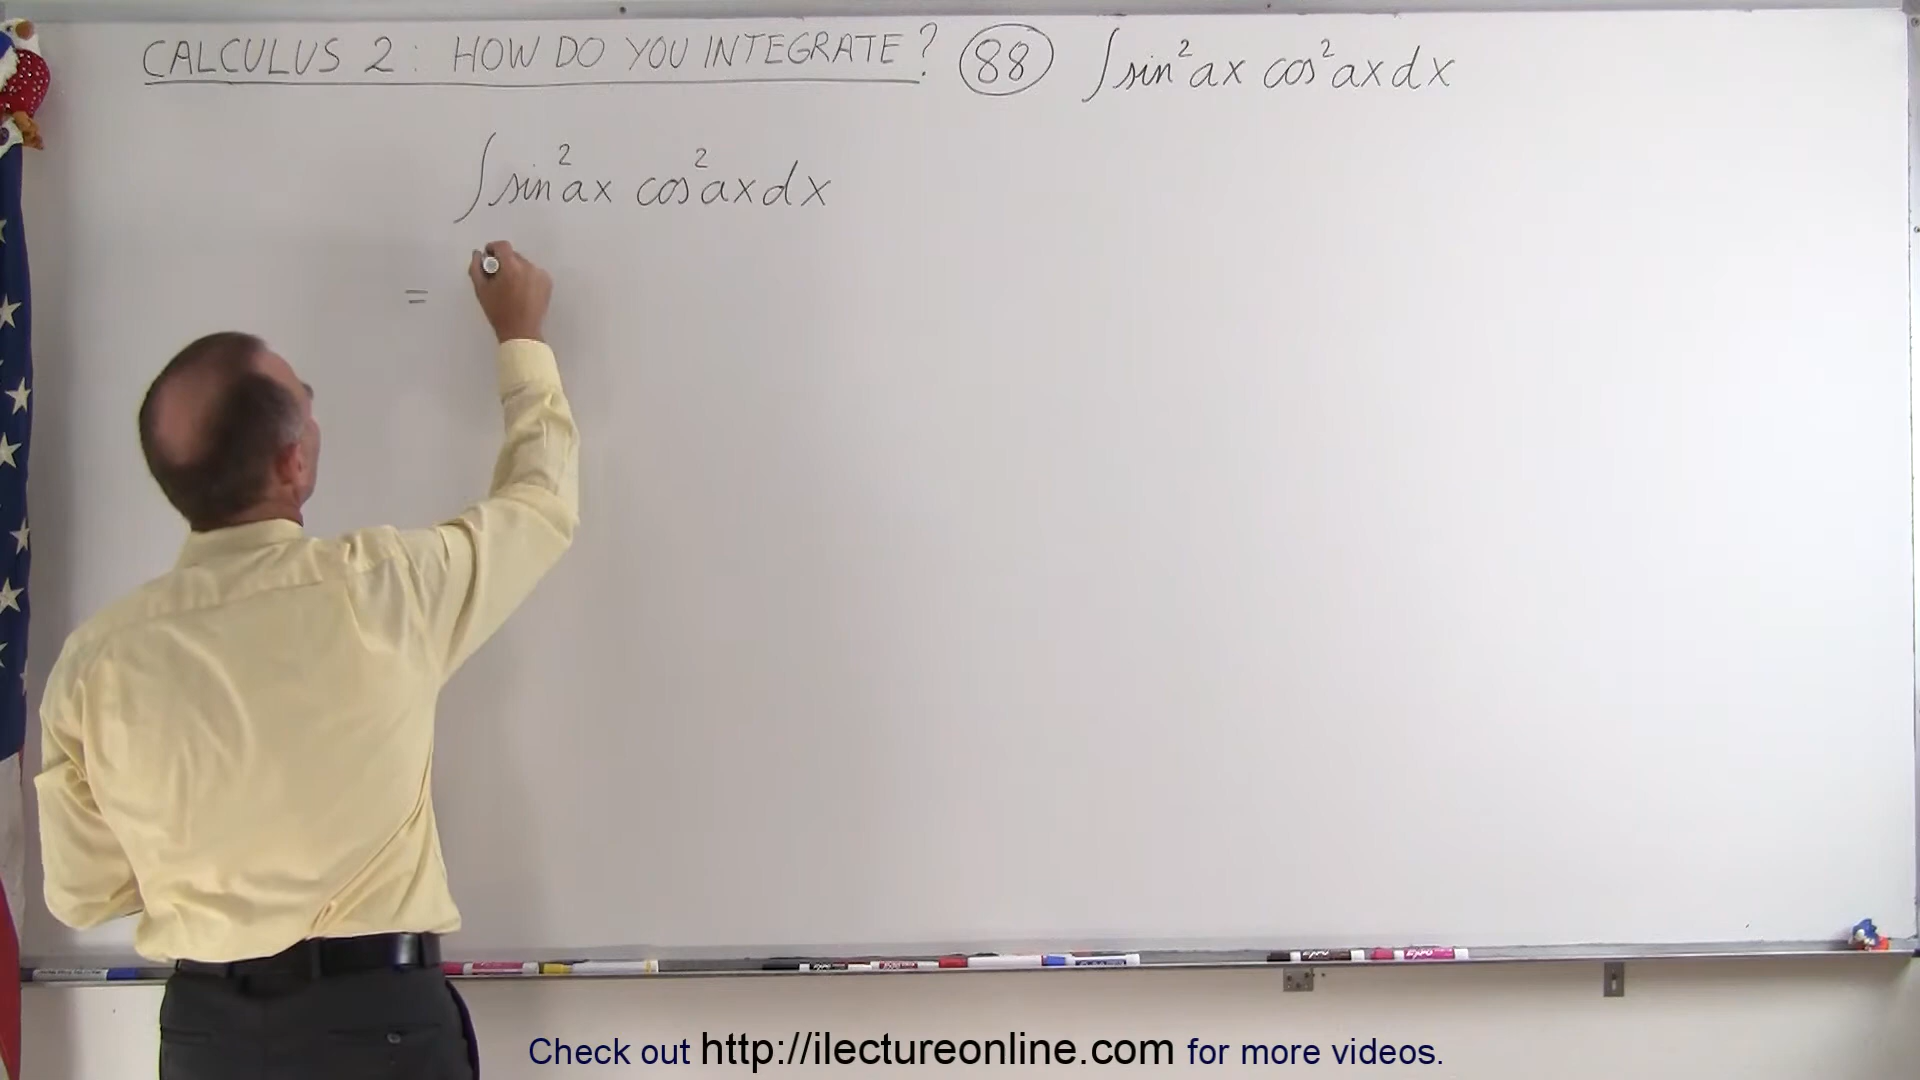 CALCULUS 2 : HOW DO YOU INTEGRATE ? 88 ∫ sin²ax cos²ax dx
∫ sin²ax cos²ax dx
=
Check out http://ilectureonline.com for more videos.